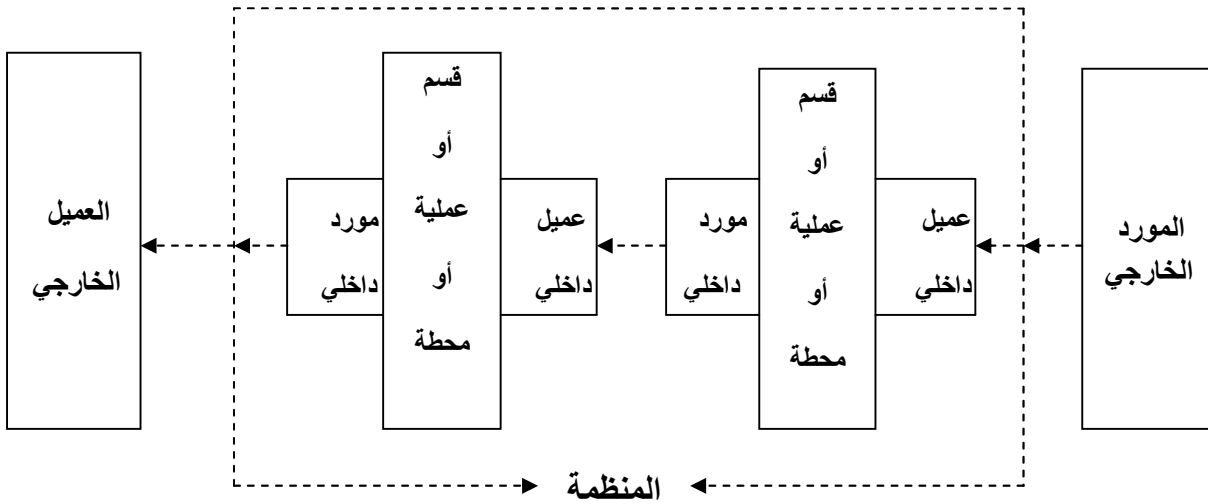 المورد
الخارجي
عميل
داخلي
قسم
أو
عملية
أو
محطة
مورد
داخلي
عميل
داخلي
قسم
أو
عملية
أو
محطة
مورد
داخلي
العميل
الخارجي
المنظمة